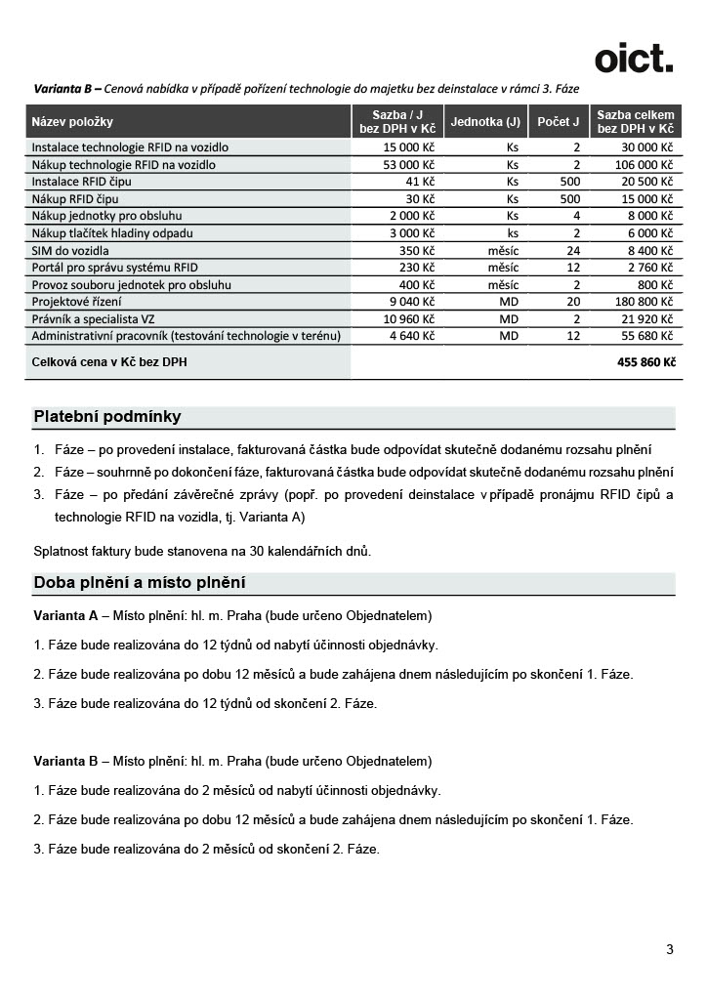 oict.
Varianta B – Cenová nabídka v případě pořízení technologie do majetku bez deinstalace v rámci 3. Fáze
Název položky Sazba / J bez DPH v Kč Jednotka (J) Počet J Sazba celkem bez DPH v Kč
Instalace technologie RFID na vozidlo 15 000 Kč Ks 2 30 000 Kč
Nákup technologie RFID na vozidlo 53 000 Kč Ks 2 106 000 Kč
Instalace RFID čipu 41 Kč Ks 500 20 500 Kč
Nákup RFID čipu 30 Kč Ks 500 15 000 Kč
Nákup jednotky pro obsluhu 2 000 Kč Ks 4 8 000 Kč
Nákup tlačítek hladiny odpadu 3 000 Kč ks 2 6 000 Kč
SIM do vozidla 350 Kč měsíc 24 8 400 Kč
Portál pro správu systému RFID 230 Kč měsíc 12 2 760 Kč
Provoz souboru jednotek pro obsluhu 400 Kč měsíc 2 800 Kč
Projektové řízení 9 040 Kč MD 20 180 800 Kč
Právník a specialista VZ 10 960 Kč MD 2 21 920 Kč
Administrativní pracovník (testování technologie v terénu) 4 640 Kč MD 12 55 680 Kč
Celková cena v Kč bez DPH 455 860 Kč
Platební podmínky
1. Fáze – po provedení instalace, fakturovaná částka bude odpovídat skutečně dodanému rozsahu plnění
2. Fáze – souhrnně po dokončení fáze, fakturovaná částka bude odpovídat skutečně dodanému rozsahu plnění
3. Fáze – po předání závěrečné zprávy (popř. po provedení deinstalace v případě pronájmu RFID čipů a
technologie RFID na vozidla, tj. Varianta A)
Splatnost faktury bude stanovena na 30 kalendářních dnů.
Doba plnění a místo plnění
Varianta A – Místo plnění: hl. m. Praha (bude určeno Objednatelem)
1. Fáze bude realizována do 12 týdnů od nabytí účinnosti objednávky.
2. Fáze bude realizována po dobu 12 měsíců a bude zahájena dnem následujícím po skončení 1. Fáze.
3. Fáze bude realizována do 12 týdnů od skončení 2. Fáze.
Varianta B – Místo plnění: hl. m. Praha (bude určeno Objednatelem)
1. Fáze bude realizována do 2 měsíců od nabytí účinnosti objednávky.
2. Fáze bude realizována po dobu 12 měsíců a bude zahájena dnem následujícím po skončení 1. Fáze.
3. Fáze bude realizována do 2 měsíců od skončení 2. Fáze.
3